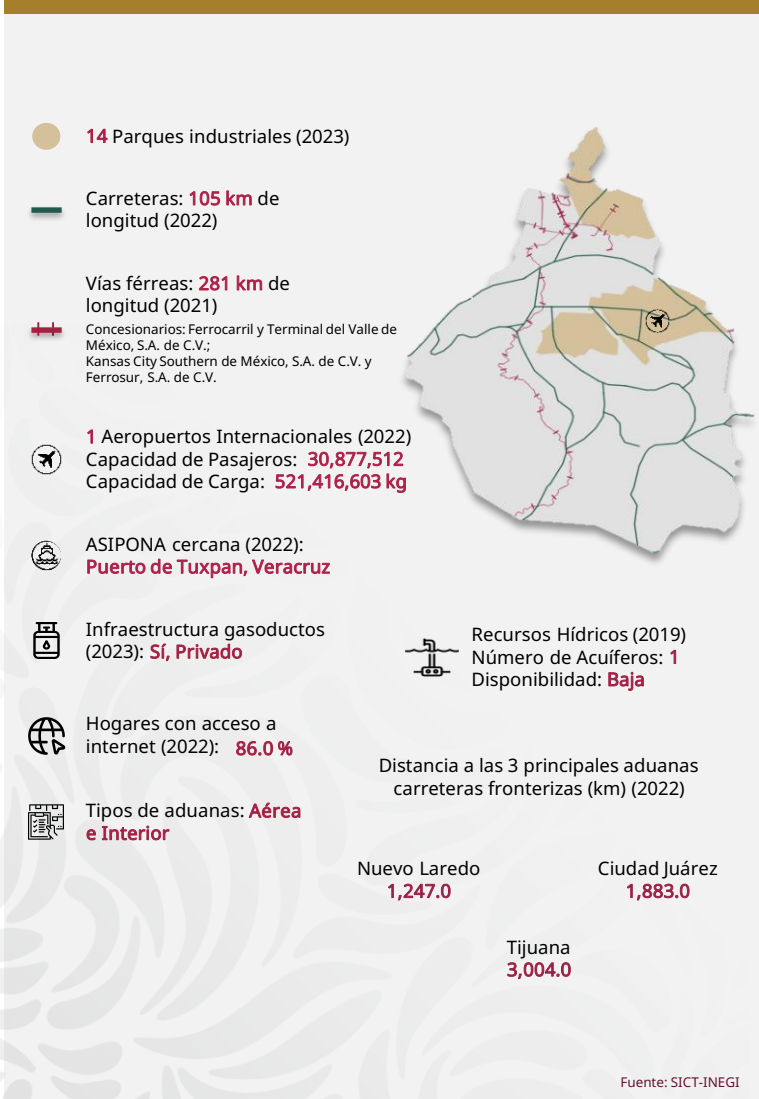 14 Parques industriales (2023)
Carreteras: 105 km de
longitud (2022)
Vías férreas: 281 km de
longitud (2021)
Concesionarios: Ferrocarril y Terminal del Valle de
México, S.A. de C.V.;
Kansas City Southern de México, S.A. de C.V. y
Ferrosur, S.A. de C.V.
1 Aeropuertos Internacionales (2022)
Capacidad de Pasajeros: 30,877,512
Capacidad de Carga: 521,416,603 kg
ASIPONA cercana (2022):
Puerto de Tuxpan, Veracruz
Infraestructura gasoductos
(2023): Sí, Privado
Hogares con acceso a
internet (2022): 86.0 %
Tipos de aduanas: Aérea
e Interior
Recursos Hídricos (2019)
Número de Acuíferos: 1
Disponibilidad: Baja
Distancia a las 3 principales aduanas
carreteras fronterizas (km) (2022)
Nuevo Laredo
1,247.0
Ciudad Juárez
1,883.0
Tijuana
3,004.0
Fuente: SICT-INEGI